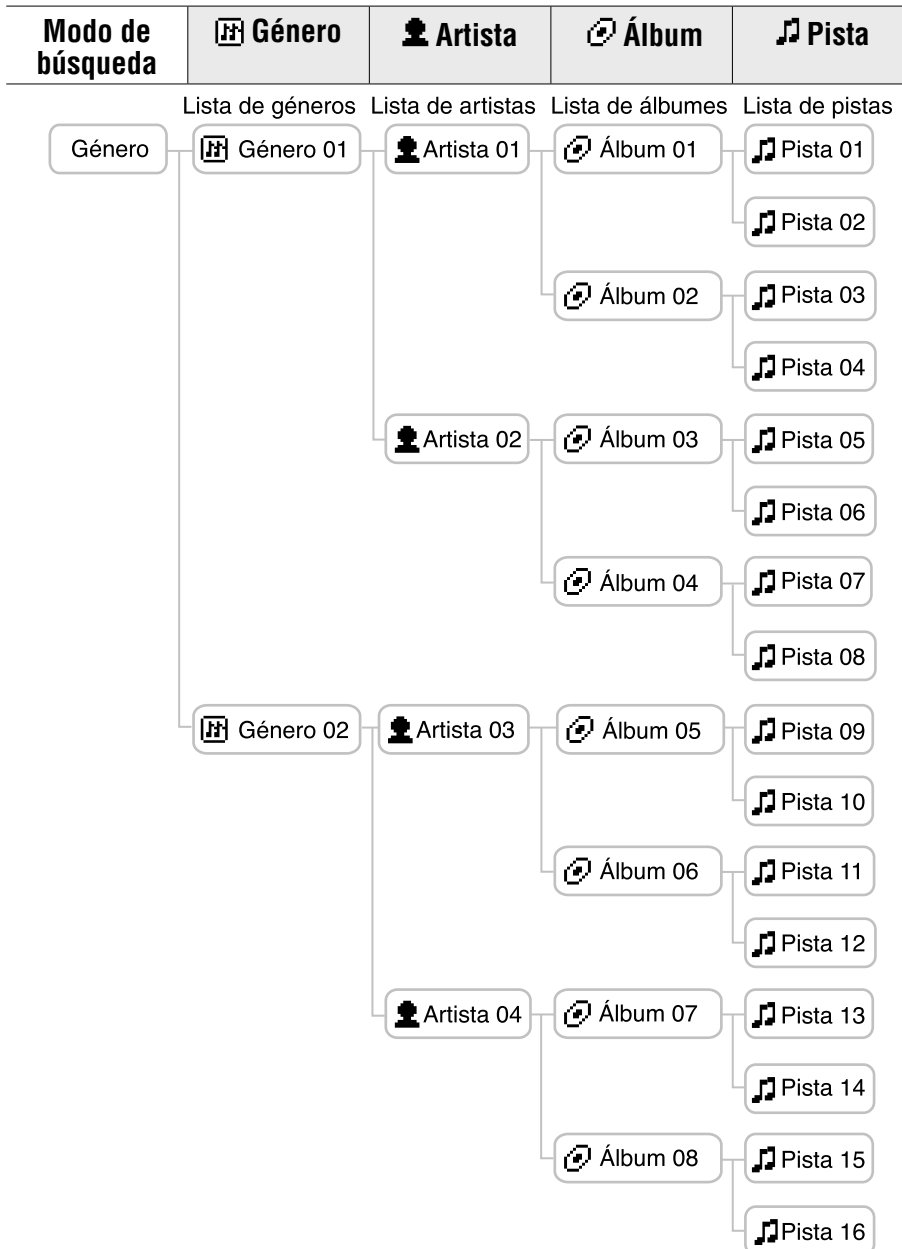 Modo de
búsqueda
Género
Artista
Álbum
Pista
Lista de géneros Lista de artistas Lista de álbumes Lista de pistas
Género Género 01 Artista 01 Álbum 01 Pista 01
Pista 02
Álbum 02 Pista 03
Pista 04
Artista 02 Álbum 03 Pista 05
Pista 06
Álbum 04 Pista 07
Pista 08
Género 02 Artista 03 Álbum 05 Pista 09
Pista 10
Álbum 06 Pista 11
Pista 12
Artista 04 Álbum 07 Pista 13
Pista 14
Álbum 08 Pista 15
Pista 16